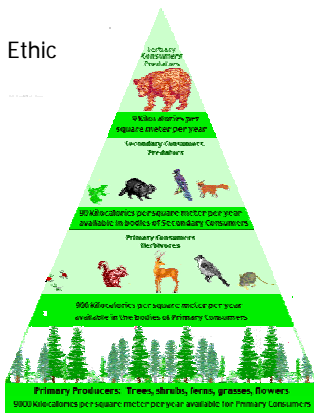 Ethic
Tertiary
Consumers
Predators
9 Kilocalories per
square meter per year
Secondary Consumers
Predators
90 Kilocalories per square meter per year
available in bodies of Secondary Consumers
Primary Consumers
Herbivores
900 Kilocalories per square meter per year
available in the bodies of Primary Consumers
Primary Producers: Trees, shrubs, ferns, grasses, flowers
9000 Kilocalories per square meter per year available for Primary Consumers